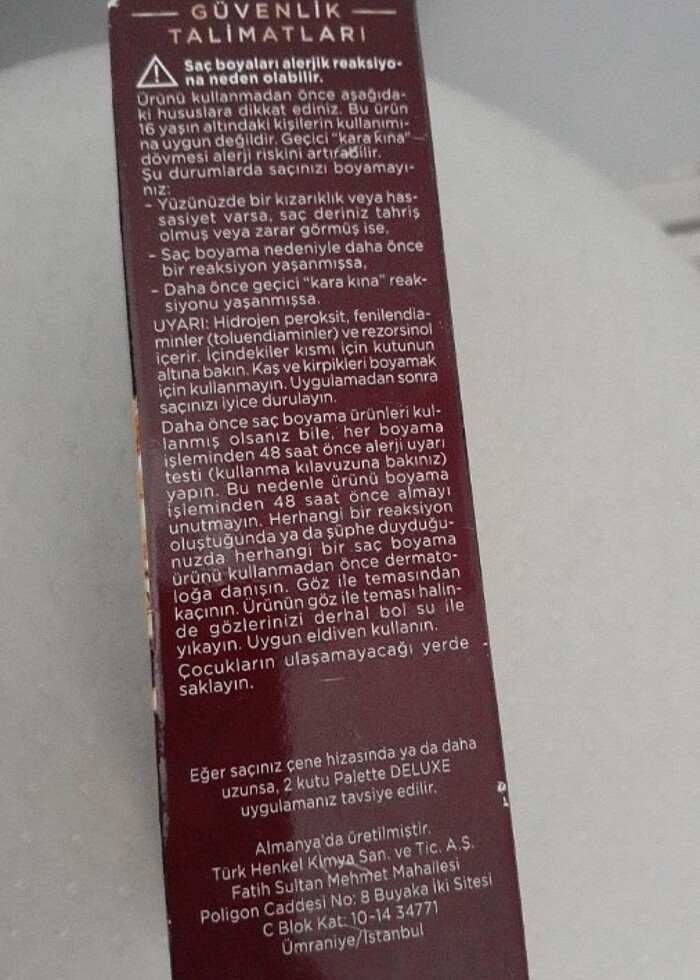 GÜVENLİK
TALİMATLARI
Saç boyaları alerjik reaksiyo-
na neden olabilir.
Ürünü kullanmadan önce aşağıda-
ki hususlara dikkat ediniz. Bu ürün
16 yaşın altındaki kişilerin kullanımı-
na uygun değildir. Geçici "kara kına"
dövmesi alerji riskini artırabilir.
Şu durumlarda saçınızı boyamayı-
nız:
- Yüzünüzde bir kızarıklık veya has-
sasiyet varsa, saç deriniz tahriş
olmuş veya zarar görmüş ise,
- Saç boyama nedeniyle daha önce
bir reaksiyon yaşanmışsa,
- Daha önce geçici "kara kına" reak-
siyonu yaşanmışsa.
UYARI: Hidrojen peroksit, fenilendia-
minler (toluendiaminler) ve rezorsinol
içerir. İçindekiler kısmı için kutunun
altına bakın. Kaş ve kirpikleri boyamak
için kullanmayın. Uygulamadan sonra
saçınızı iyice durulayın.
Daha önce saç boyama ürünleri kul-
lanmış olsanız bile, her boyama
işleminden 48 saat önce alerji uyarı
testi (kullanma kılavuzuna bakınız)
yapın. Bu nedenle ürünü boyama
işleminden 48 saat önce almayı
unutmayın. Herhangi bir reaksiyon
oluştuğunda ya da şüphe duyduğu-
nuzda herhangi bir saç boyama
ürünü kullanmadan önce dermato-
loğa danışın. Göz ile temasından
kaçının. Ürünün göz ile teması halin-
de gözlerinizi derhal bol su ile
yıkayın. Uygun eldiven kullanın.
Çocukların ulaşamayacağı yerde
saklayın.
Eğer saçınız çene hizasında ya da daha
uzunsa, 2 kutu Palette DELUXE
uygulamanız tavsiye edilir.
Almanya'da üretilmiştir.
Türk Henkel Kimya San. ve Tic. A.Ş.
Fatih Sultan Mehmet Mahallesi
Poligon Caddesi No: 8 Buyaka İki Sitesi
C Blok Kat: 10-14 34771
Ümraniye/İstanbul